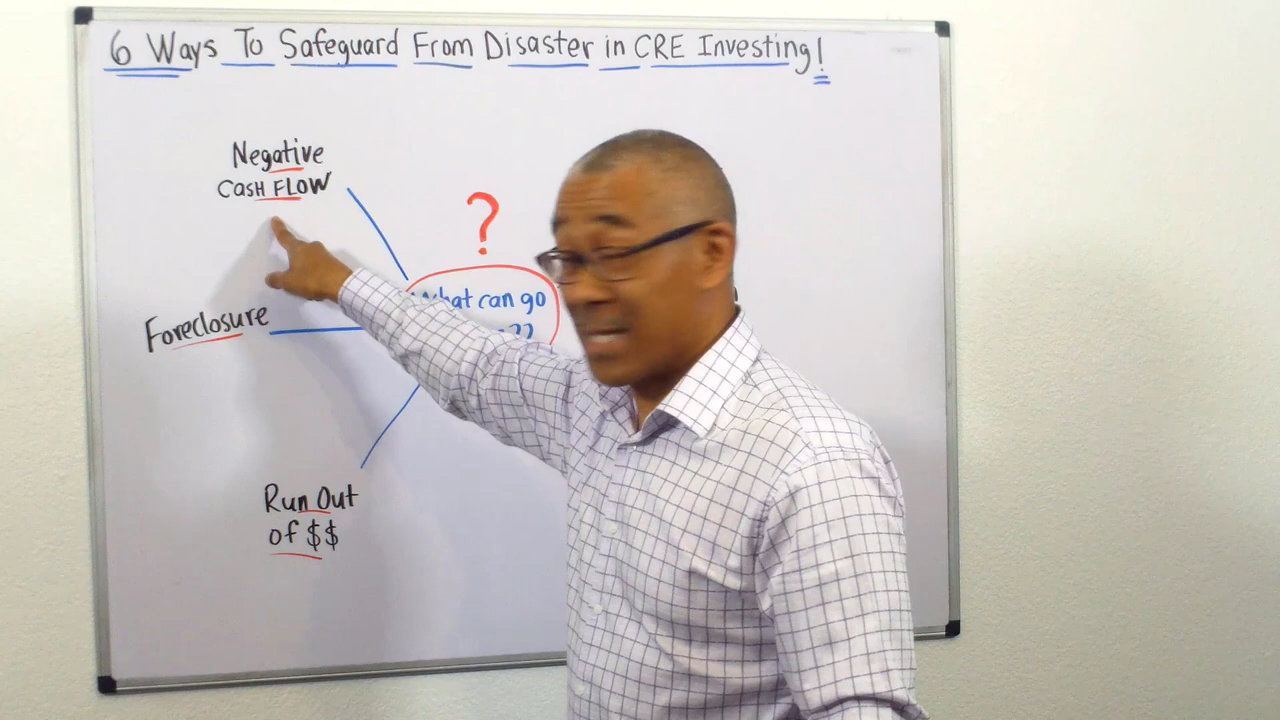 6 Ways To Safeguard From Disaster in CRE Investing!
Negative
Cash FLOW
?
What can go
??
Foreclosure
Run Out
of $$